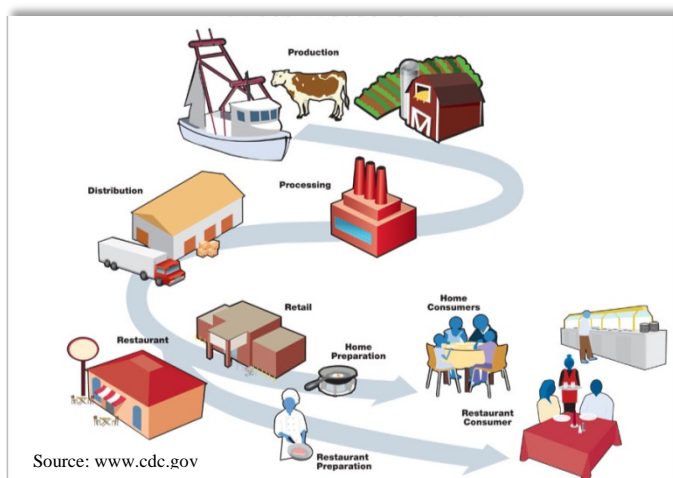 Production
Processing
Distribution
Retail
Home
Consumers
Restaurant
Home
Preparation
Restaurant
Consumer
Restaurant
Preparation
Source: www.cdc.gov